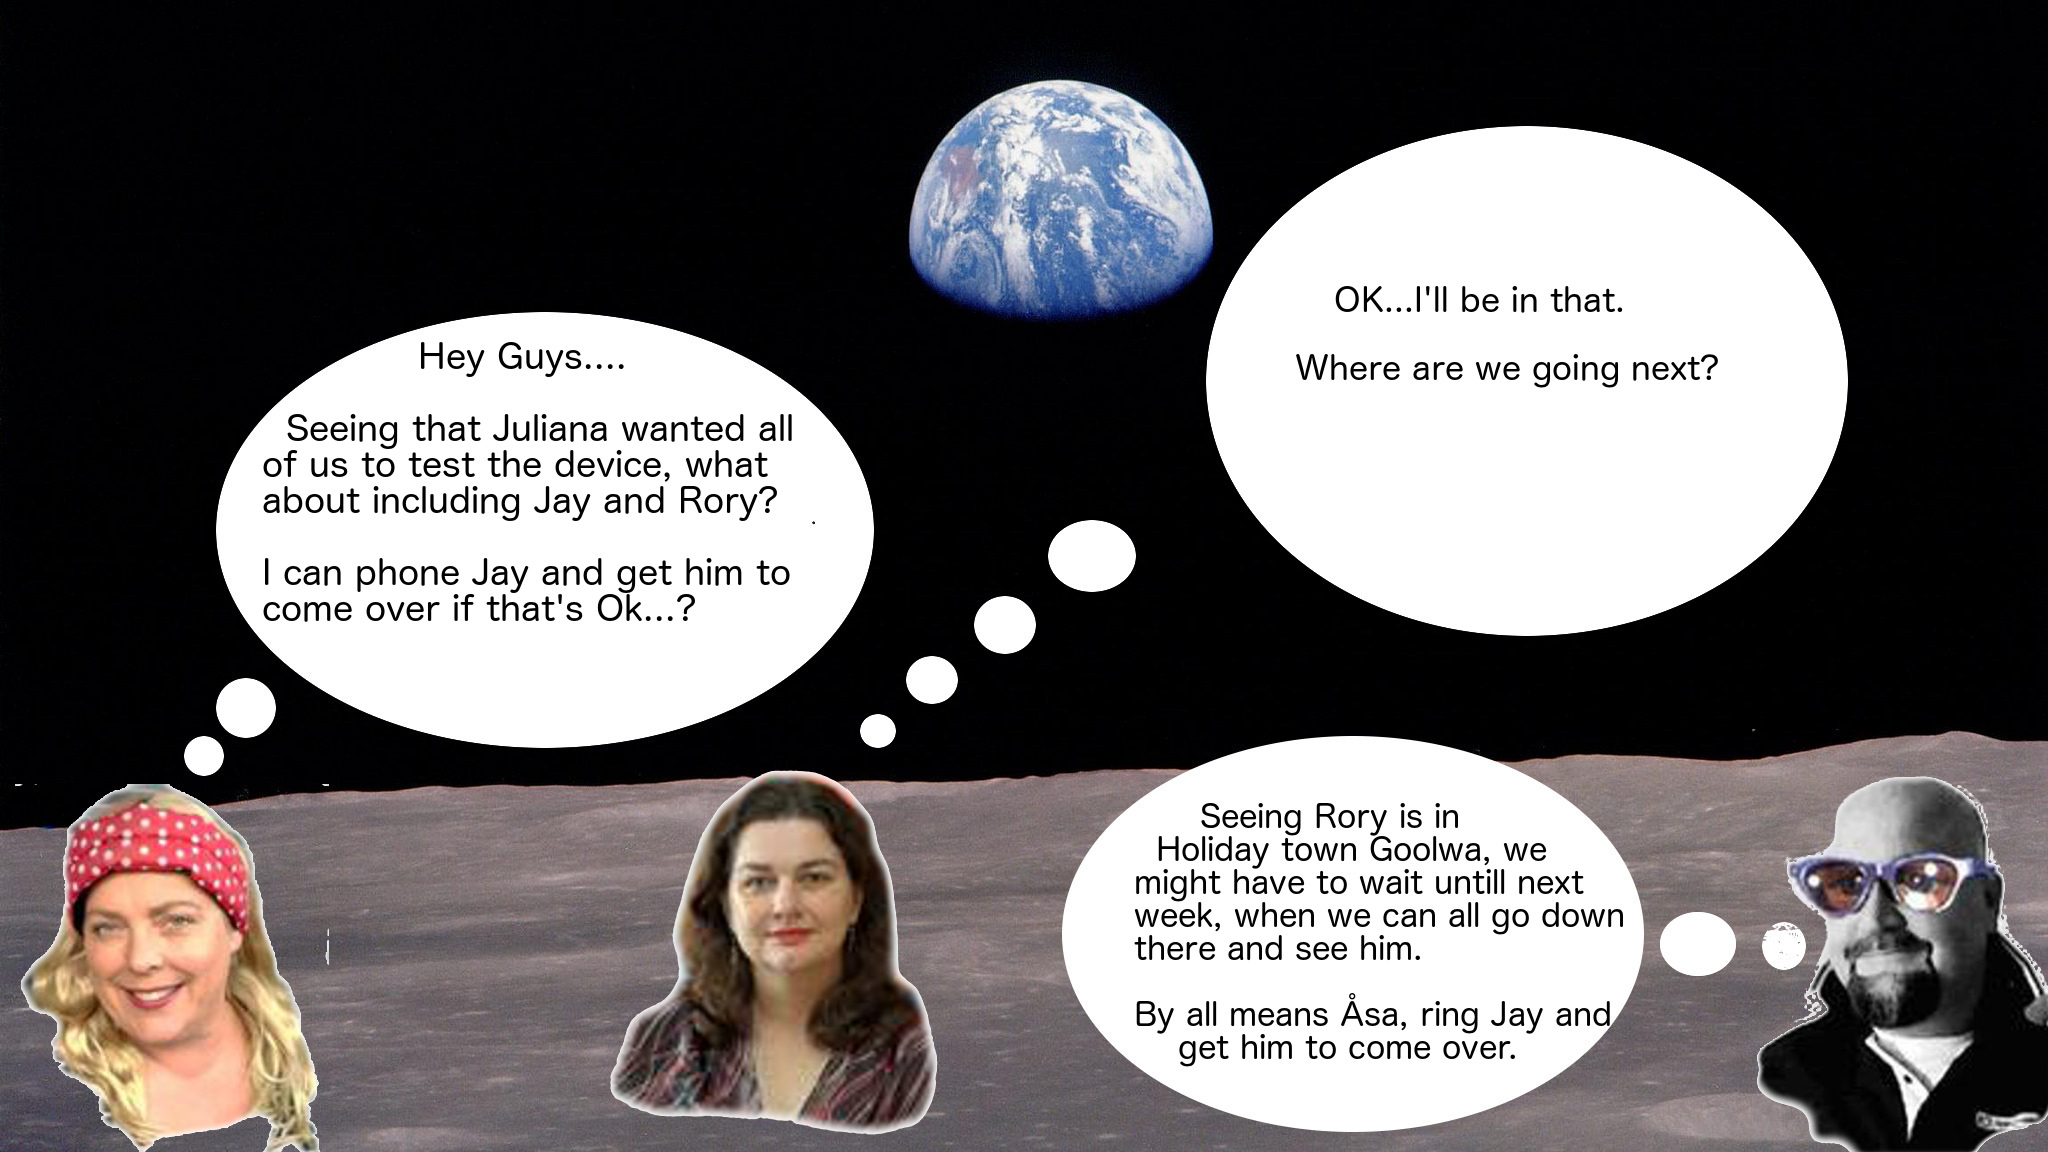 Hey Guys....
Seeing that Juliana wanted all
of us to test the device, what
about including Jay and Rory?
I can phone Jay and get him to
come over if that's Ok...?
OK...I'll be in that.
Where are we going next?
Seeing Rory is in
Holiday town Goolwa, we
might have to wait untill next
week, when we can all go down
there and see him.
By all means Åsa, ring Jay and
get him to come over.